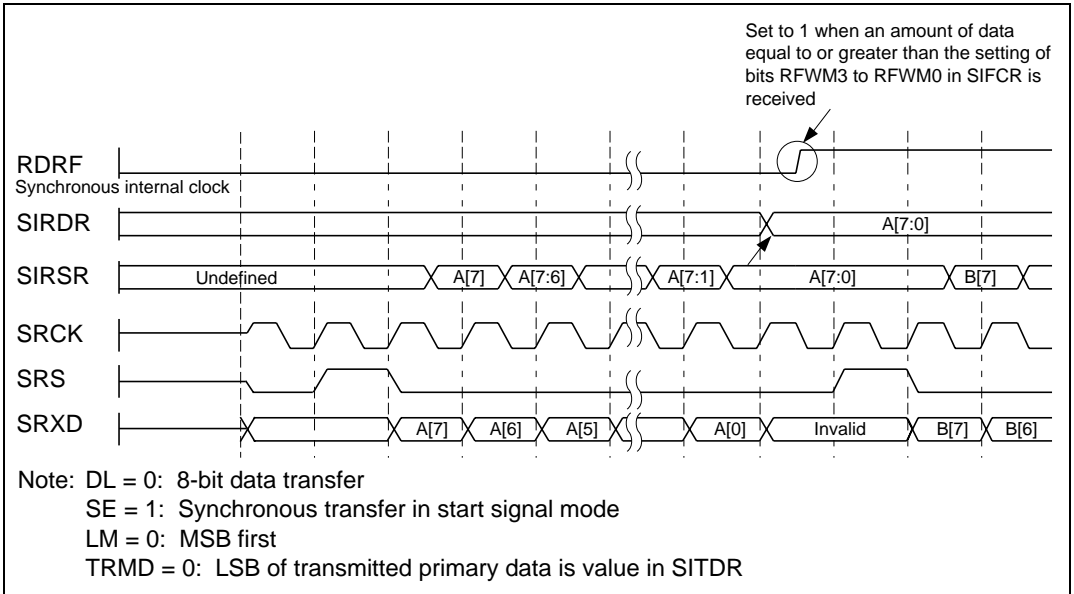 Set to 1 when an amount of data
equal to or greater than the setting of
bits RFWM3 to RFWM0 in SIFCR is
received
RDRF
Synchronous internal clock
SIRDR A[7:0]
SIRSR Undefined A[7] A[7:6] A[7:1] A[7:0] B[7]
SRCK
SRS
SRXD A[7] A[6] A[5] A[0] Invalid B[7] B[6]
Note: DL = 0: 8-bit data transfer
SE = 1: Synchronous transfer in start signal mode
LM = 0: MSB first
TRMD = 0: LSB of transmitted primary data is value in SITDR